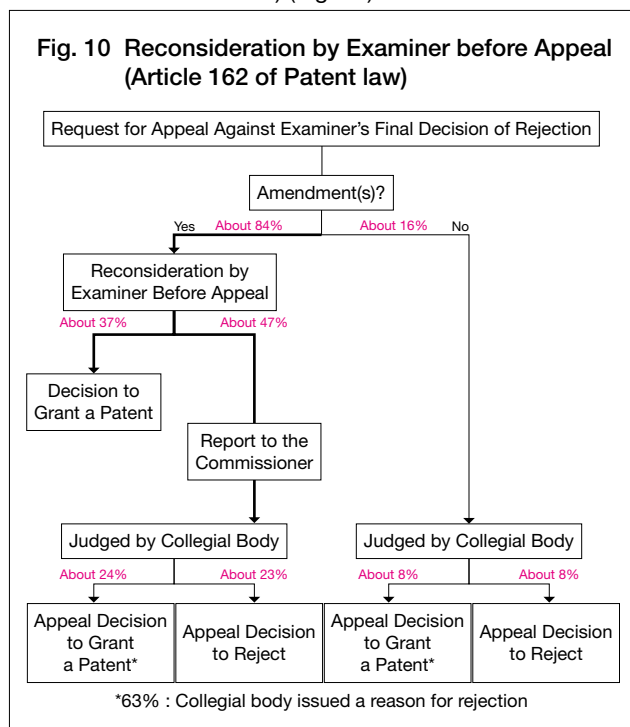 Fig. 10 Reconsideration by Examiner before Appeal
(Article 162 of Patent law)
Request for Appeal Against Examiner's Final Decision of Rejection
Amendment(s)?
Yes About 84% About 16% No
Reconsideration by
Examiner Before Appeal
About 37% About 47%
Decision to
Grant a Patent
Report to the
Commissioner
Judged by Collegial Body
Judged by Collegial Body
About 24% About 23% About 8% About 8%
Appeal Decision
to Grant
a Patent*
Appeal Decision
to Reject
Appeal Decision
to Grant
a Patent*
Appeal Decision
to Reject
*63% : Collegial body issued a reason for rejection